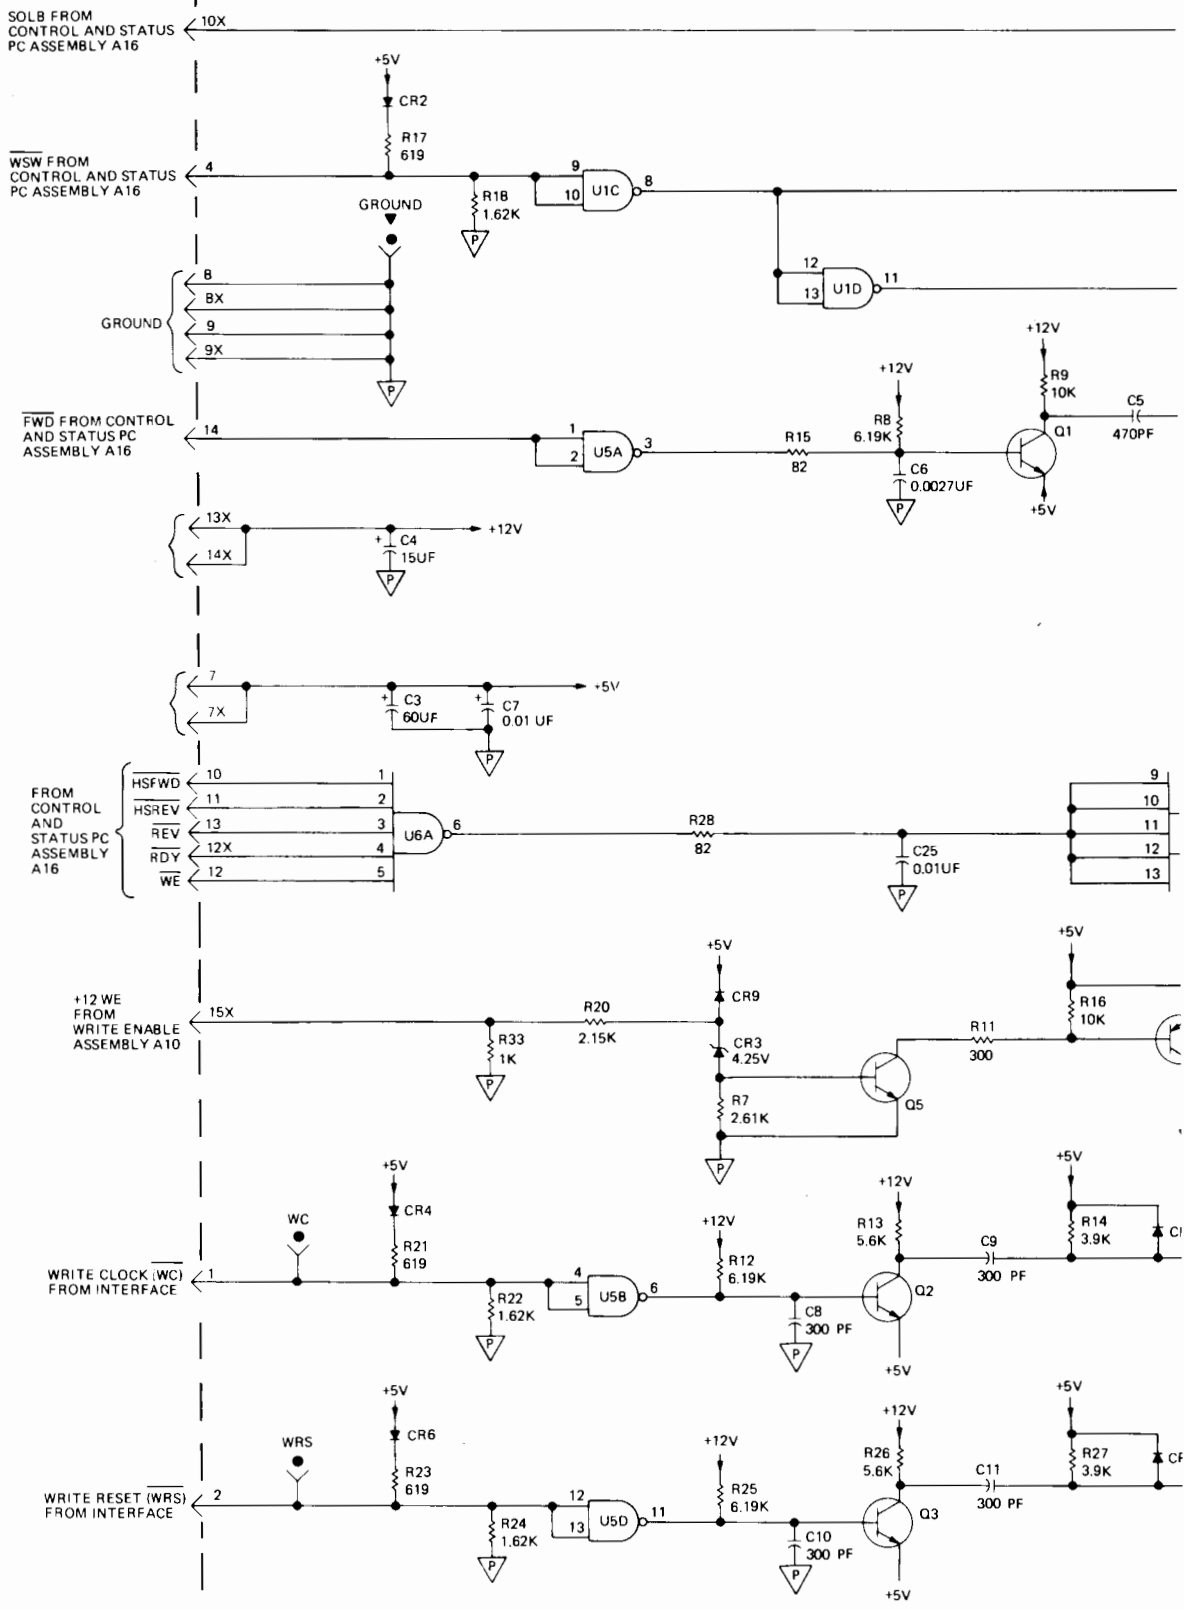 SOLB FROM
CONTROL AND STATUS
PC ASSEMBLY A16
10X
+5V
CR2
R17
619
WSW FROM
CONTROL AND STATUS
PC ASSEMBLY A16
4
R18
1.62K
P
9
10
U1C
8
GROUND
12
13
U1D
11
GROUND
8
8X
9
9X
P
+12V
R9
10K
C5
470PF
+12V
R8
6.19K
FWD FROM CONTROL
AND STATUS PC
ASSEMBLY A16
14
1
2
U5A
3
R15
82
C6
0.0027UF
P
Q1
+5V
13X
14X
+12V
+
C4
15UF
P
7
7X
+5V
+
C3
60UF
+
C7
0.01 UF
P
FROM
CONTROL
AND
STATUS PC
ASSEMBLY
A16
HSFWD
10
1
HSREV
11
2
REV
13
3
RDY
12X
4
WE
12
5
U6A
6
R28
82
C25
0.01UF
P
9
10
11
12
13
+12 WE
FROM
WRITE ENABLE
ASSEMBLY A10
15X
R33
1K
P
R20
2.15K
+5V
CR9
CR3
4.25V
R7
2.61K
P
Q5
R11
300
+5V
R16
10K
WRITE CLOCK (WC)
FROM INTERFACE
1
WC
+5V
CR4
R21
619
R22
1.62K
P
4
5
U5B
6
+12V
R12
6.19K
C8
300 PF
P
+12V
R13
5.6K
Q2
+5V
C9
300 PF
+5V
R14
3.9K
WRITE RESET (WRS)
FROM INTERFACE
2
WRS
+5V
CR6
R23
619
R24
1.62K
P
12
13
U5D
11
+12V
R25
6.19K
C10
300 PF
P
+12V
R26
5.6K
Q3
+5V
C11
300 PF
+5V
R27
3.9K